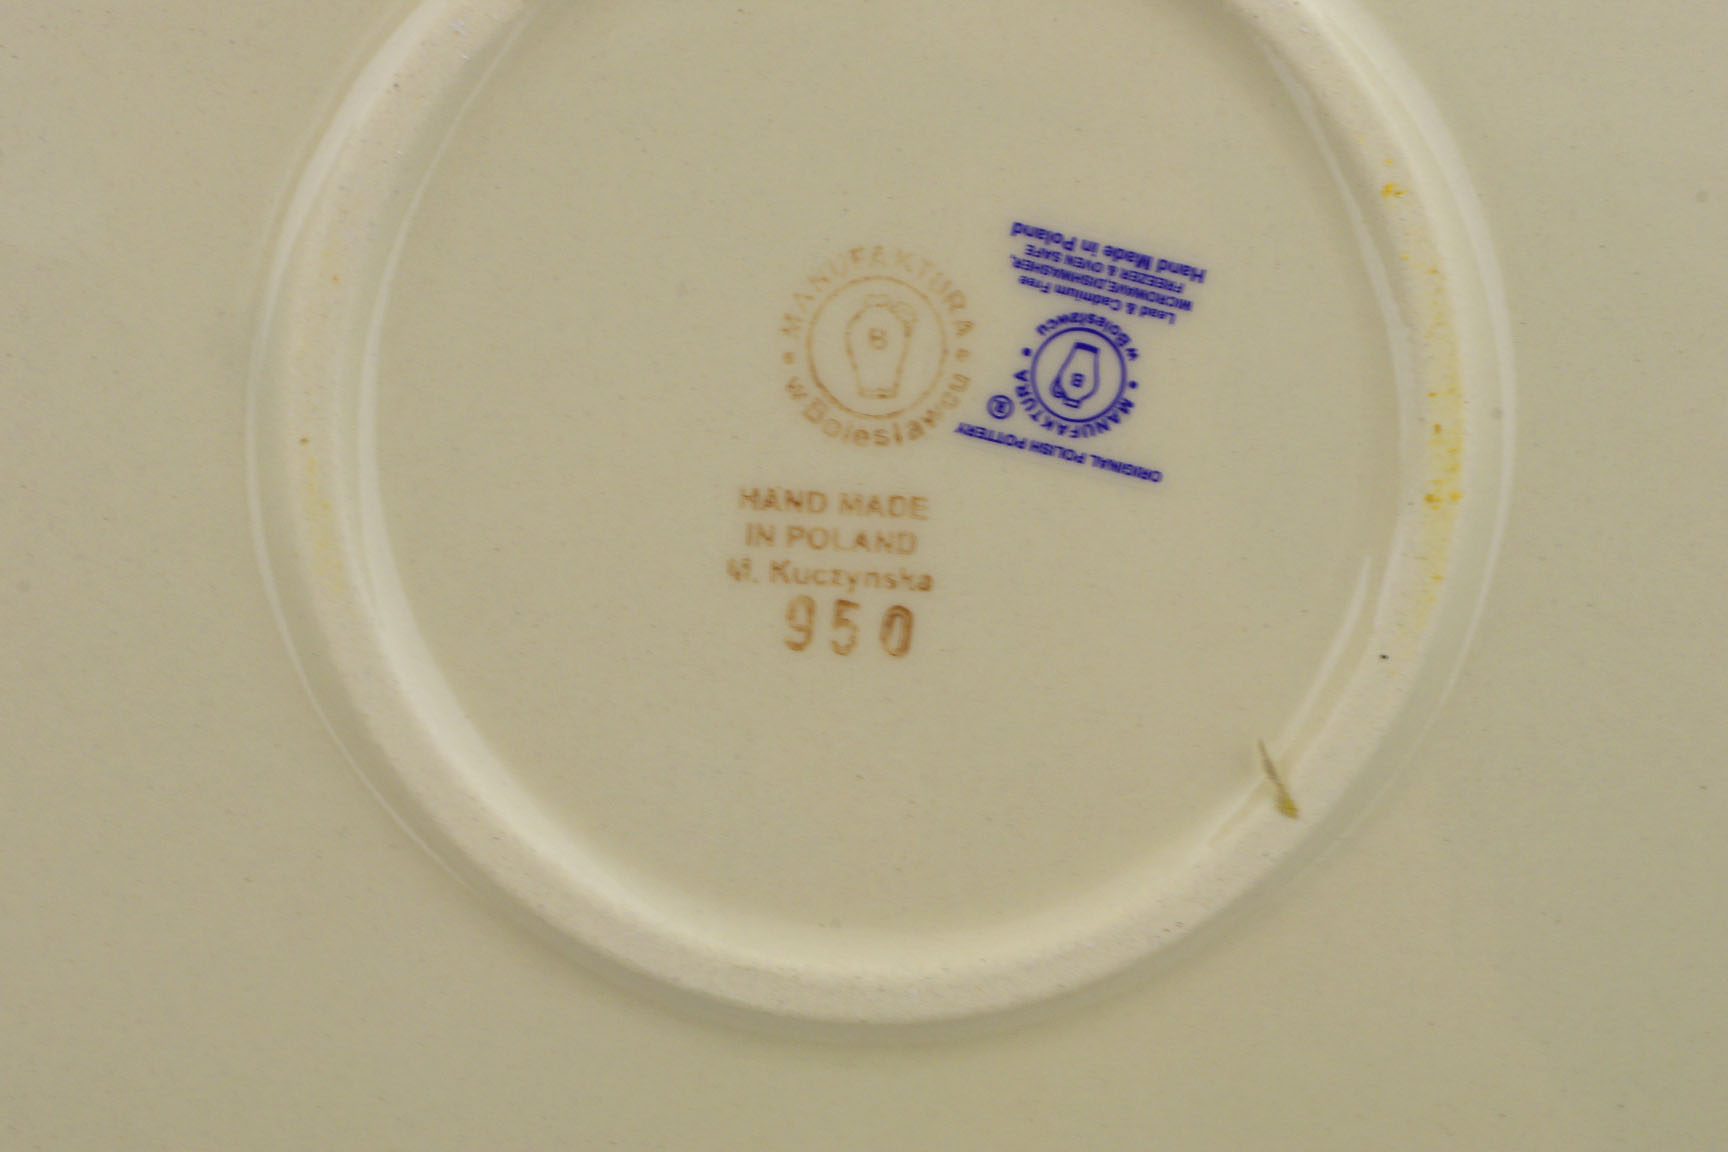 MANUFAKTURA
w Bolesławcu
B
HAND MADE
IN POLAND
Kuczynska
950
ORIGINAL POLISH POTTERY
®
MANUFAKTURA
w Bolesławcu
B
Lead & Cadmium Free
MICROWAVE, DISHWASHER,
FREEZER & OVEN SAFE
Hand Made in Poland